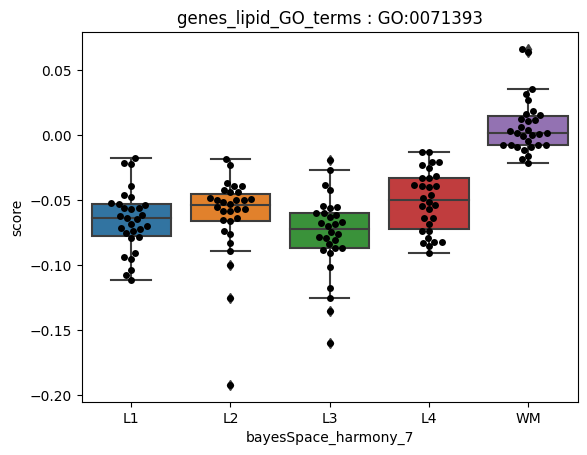 genes_lipid_GO_terms : GO:0071393
0.05
0.00
−0.05
−0.10
−0.15
−0.20
score
L1 L2 L3 L4 WM
bayesSpace_harmony_7